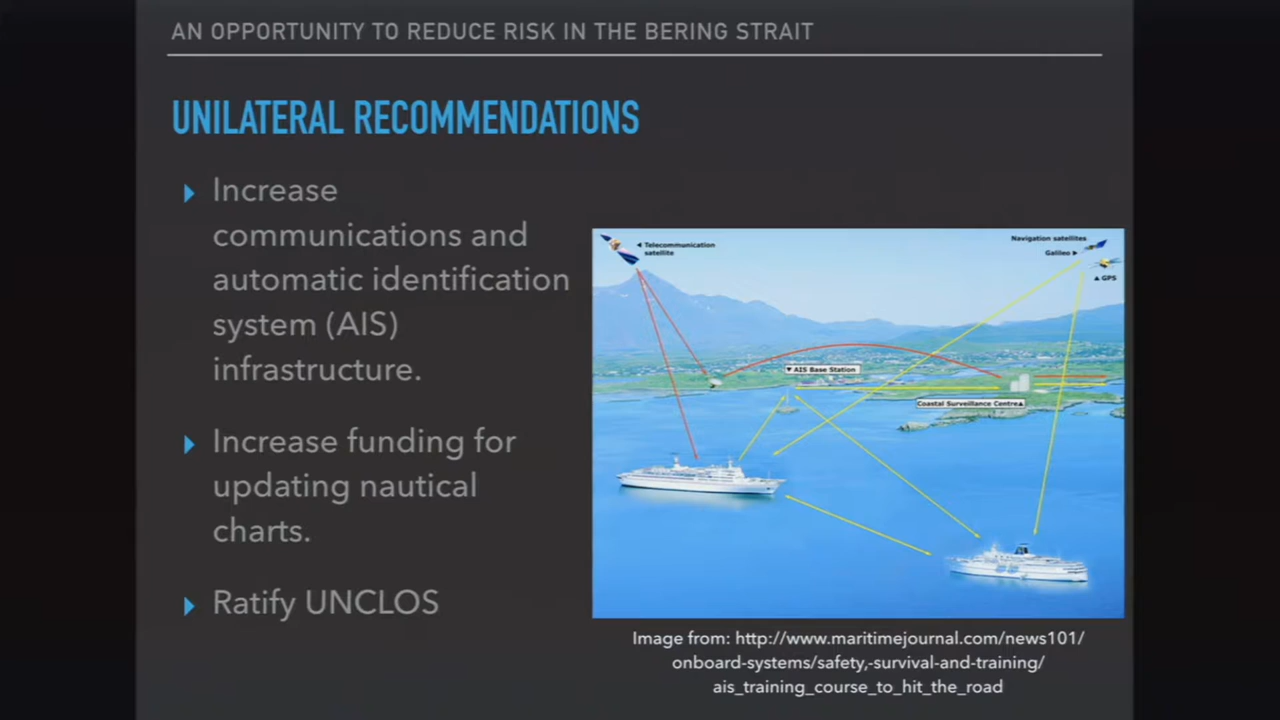 AN OPPORTUNITY TO REDUCE RISK IN THE BERING STRAIT
UNILATERAL RECOMMENDATIONS
Increase
communications and
automatic identification
system (AIS)
infrastructure.
Increase funding for
updating nautical
charts.
Ratify UNCLOS
◀ Telecommunication
satellite
Navigation satellites
Galileo ▶
▲ GPS
▼ AIS Base Station
Coastal Surveillance Centre▲
Image from: http://www.maritimejournal.com/news101/
onboard-systems/safety,-survival-and-training/
ais_training_course_to_hit_the_road